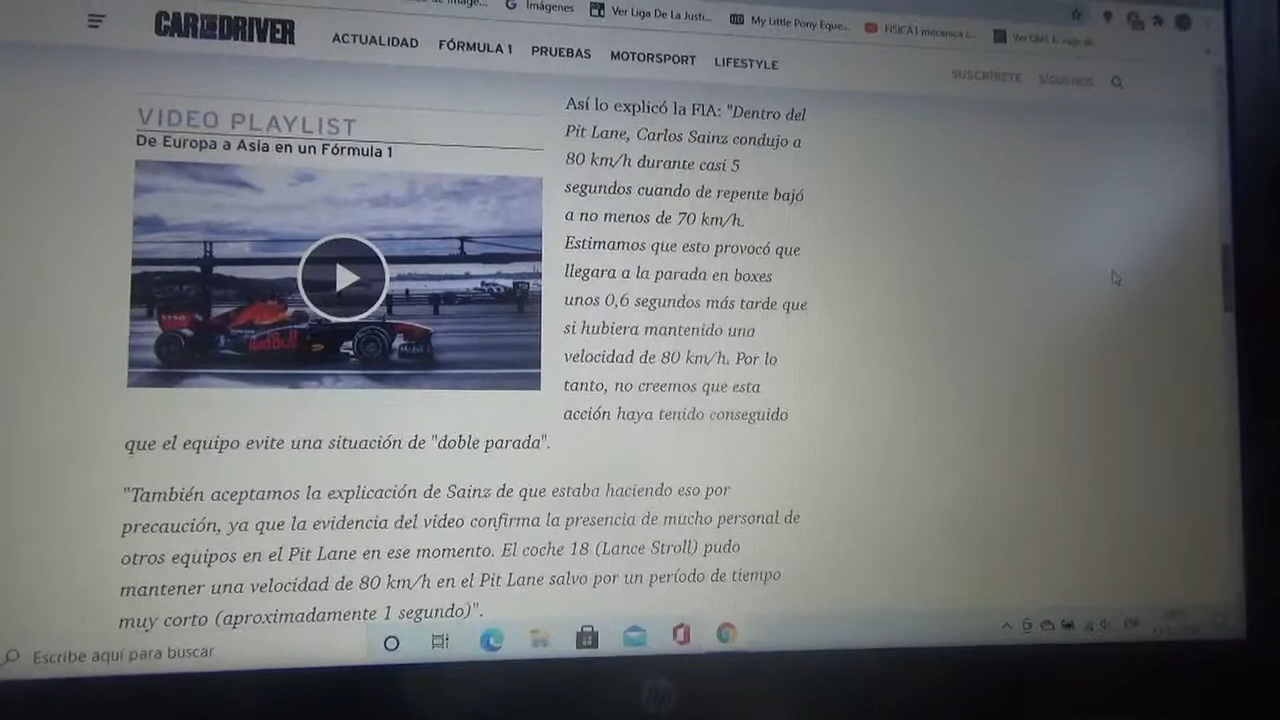 Imágenes
Ver Liga De La Justi...
My Little Pony Eque...
CAR AND DRIVER
ACTUALIDAD
FÓRMULA 1
PRUEBAS
MOTORSPORT
LIFESTYLE
SUSCRÍBETE
SÍGUENOS
VIDEO PLAYLIST
De Europa a Asia en un Fórmula 1
Red Bull
Así lo explicó la FIA: "Dentro del
Pit Lane, Carlos Sainz condujo a
80 km/h durante casi 5
segundos cuando de repente bajó
a no menos de 70 km/h.
Estimamos que esto provocó que
llegara a la parada en boxes
unos 0,6 segundos más tarde que
si hubiera mantenido una
velocidad de 80 km/h. Por lo
tanto, no creemos que esta
acción haya tenido conseguido
que el equipo evite una situación de "doble parada".
"También aceptamos la explicación de Sainz de que estaba haciendo eso por
precaución, ya que la evidencia del video confirma la presencia de mucho personal de
otros equipos en el Pit Lane en ese momento. El coche 18 (Lance Stroll) pudo
mantener una velocidad de 80 km/h en el Pit Lane salvo por un período de tiempo
muy corto (aproximadamente 1 segundo)".
Escribe aquí para buscar
hp